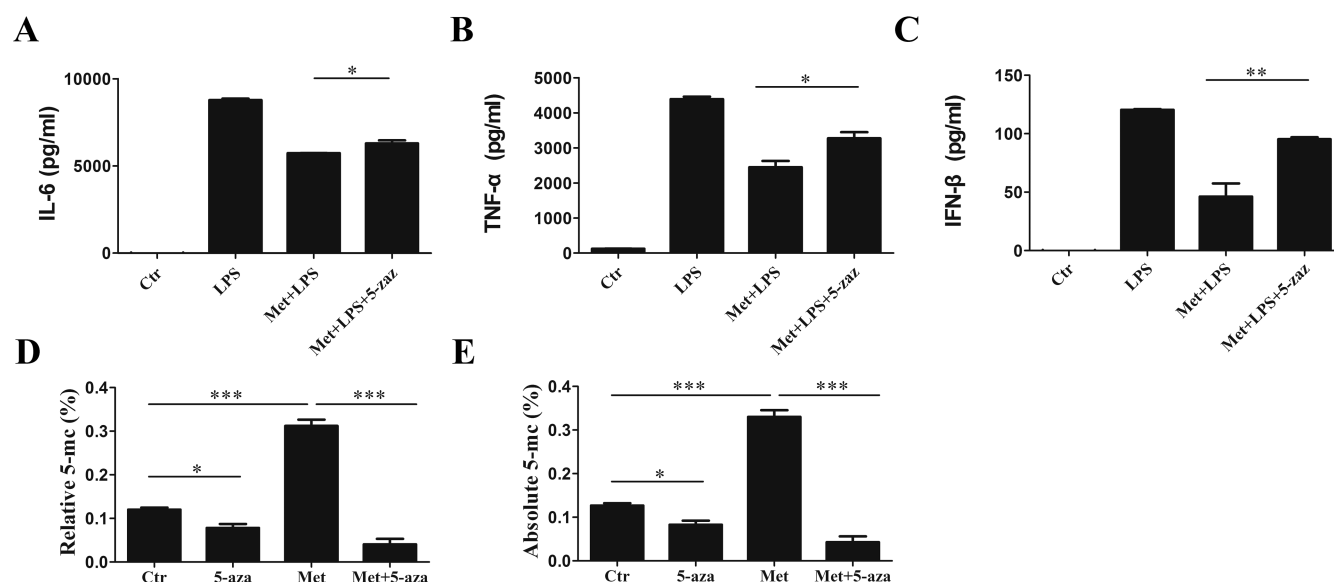 A
IL-6 (pg/ml)
10000
5000
0
*
Ctr
LPS
Met+LPS
Met+LPS+5-zaz
B
TNF-α (pg/ml)
5000
4000
3000
2000
1000
0
*
Ctr
LPS
Met+LPS
Met+LPS+5-zaz
C
IFN-β (pg/ml)
150
100
50
0
**
Ctr
LPS
Met+LPS
Met+LPS+5-zaz
D
Relative 5-mc (%)
0.4
0.3
0.2
0.1
0.0
***
***
*
Ctr
5-aza
Met
Met+5-aza
E
Absolute 5-mc (%)
0.4
0.3
0.2
0.1
0.0
***
***
*
Ctr
5-aza
Met
Met+5-aza